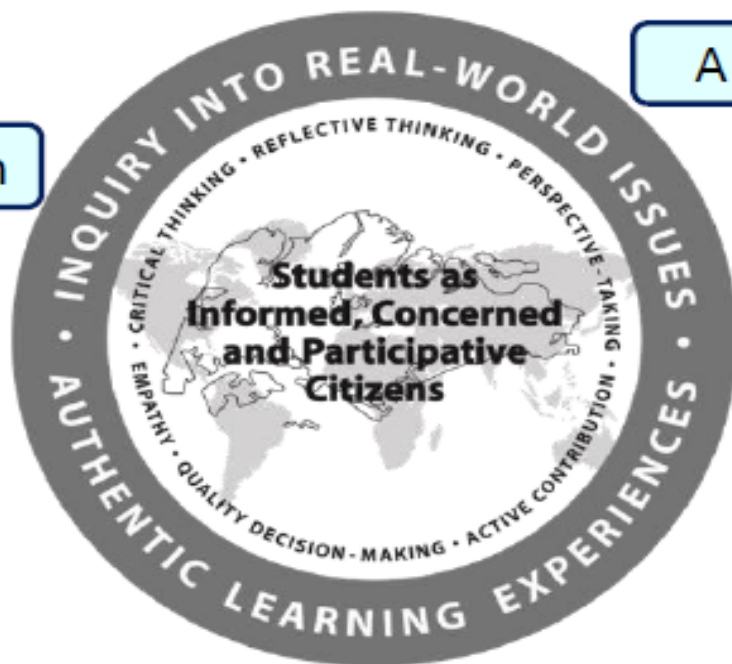 A
n
• INQUIRY INTO REAL-WORLD ISSUES •
AUTHENTIC LEARNING EXPERIENCES
• CRITICAL THINKING • REFLECTIVE THINKING • PERSPECTIVE-TAKING
• EMPATHY • QUALITY DECISION-MAKING • ACTIVE CONTRIBUTION •
Students as
Informed, Concerned
and Participative
Citizens